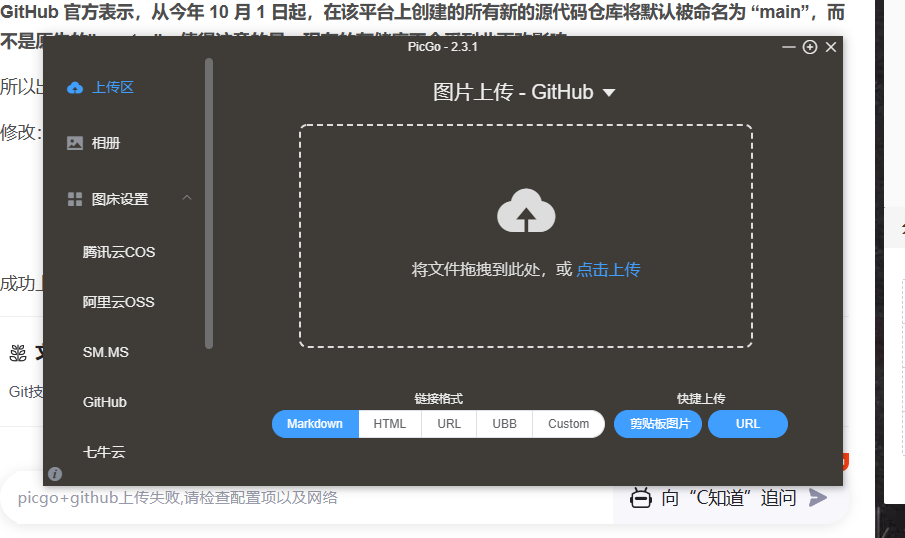 GitHub 官方表示，从今年 10 月 1 日起，在该平台上创建的所有新的源代码仓库将默认被命名为 “main”，而
不是原
所以出
修改：
成功上
Git技
PicGo - 2.3.1
上传区
相册
图床设置
腾讯云COS
阿里云OSS
SM.MS
GitHub
七牛云
图片上传 - GitHub
将文件拖拽到此处，或 点击上传
链接格式
快捷上传
Markdown HTML URL UBB Custom
剪贴板图片 URL
picgo+github上传失败,请检查配置项以及网络
向“C知道”追问